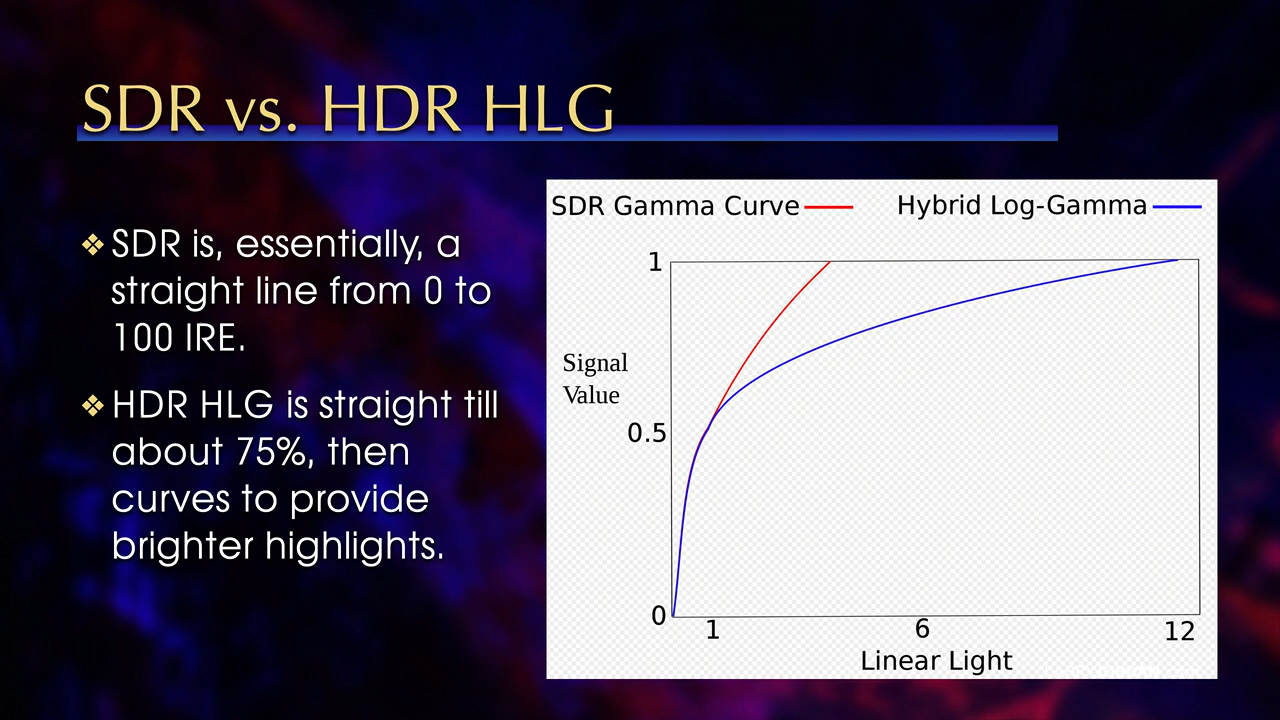 SDR vs. HDR HLG
❖ SDR is, essentially, a
straight line from 0 to
100 IRE.
❖ HDR HLG is straight till
about 75%, then
curves to provide
brighter highlights.
SDR Gamma Curve
Hybrid Log-Gamma
1
Signal
Value
0.5
0
1 6 12
Linear Light